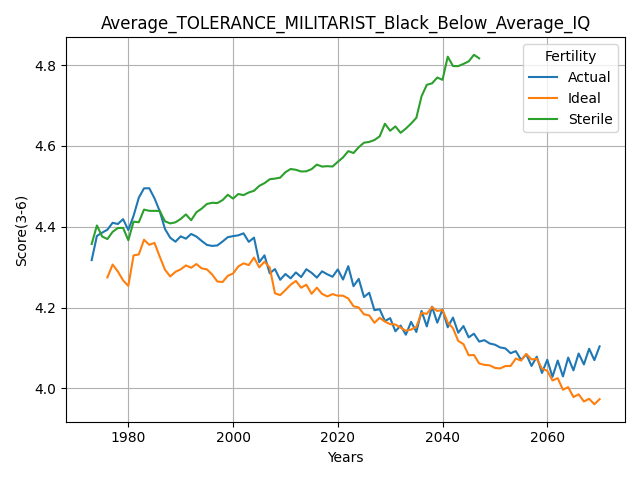 Average_TOLERANCE_MILITARIST_Black_Below_Average_IQ
Score(3-6)
4.8
4.6
4.4
4.2
4.0
Fertility
Actual
Ideal
Sterile
1980
2000
2020
2040
2060
Years